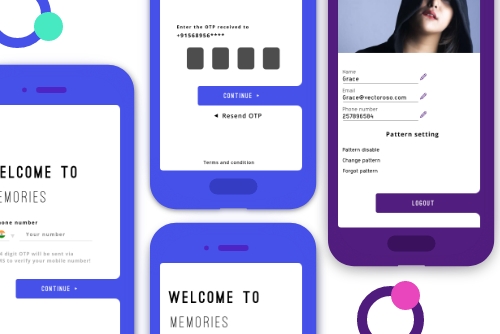 ELCOME TO
EMORIES
one number
Your number
digit OTP will be sent via
to verify your mobile number!
CONTINUE
Enter the OTP received to
+91568956****
CONTINUE
◄ Resend OTP
Terms and condition
WELCOME TO
MEMORIES
Name
Grace
Email
Grace@vectoroso.com
Phone number
257896584
Pattern setting
Pattern disable
Change pattern
Forgot pattern
LOGOUT